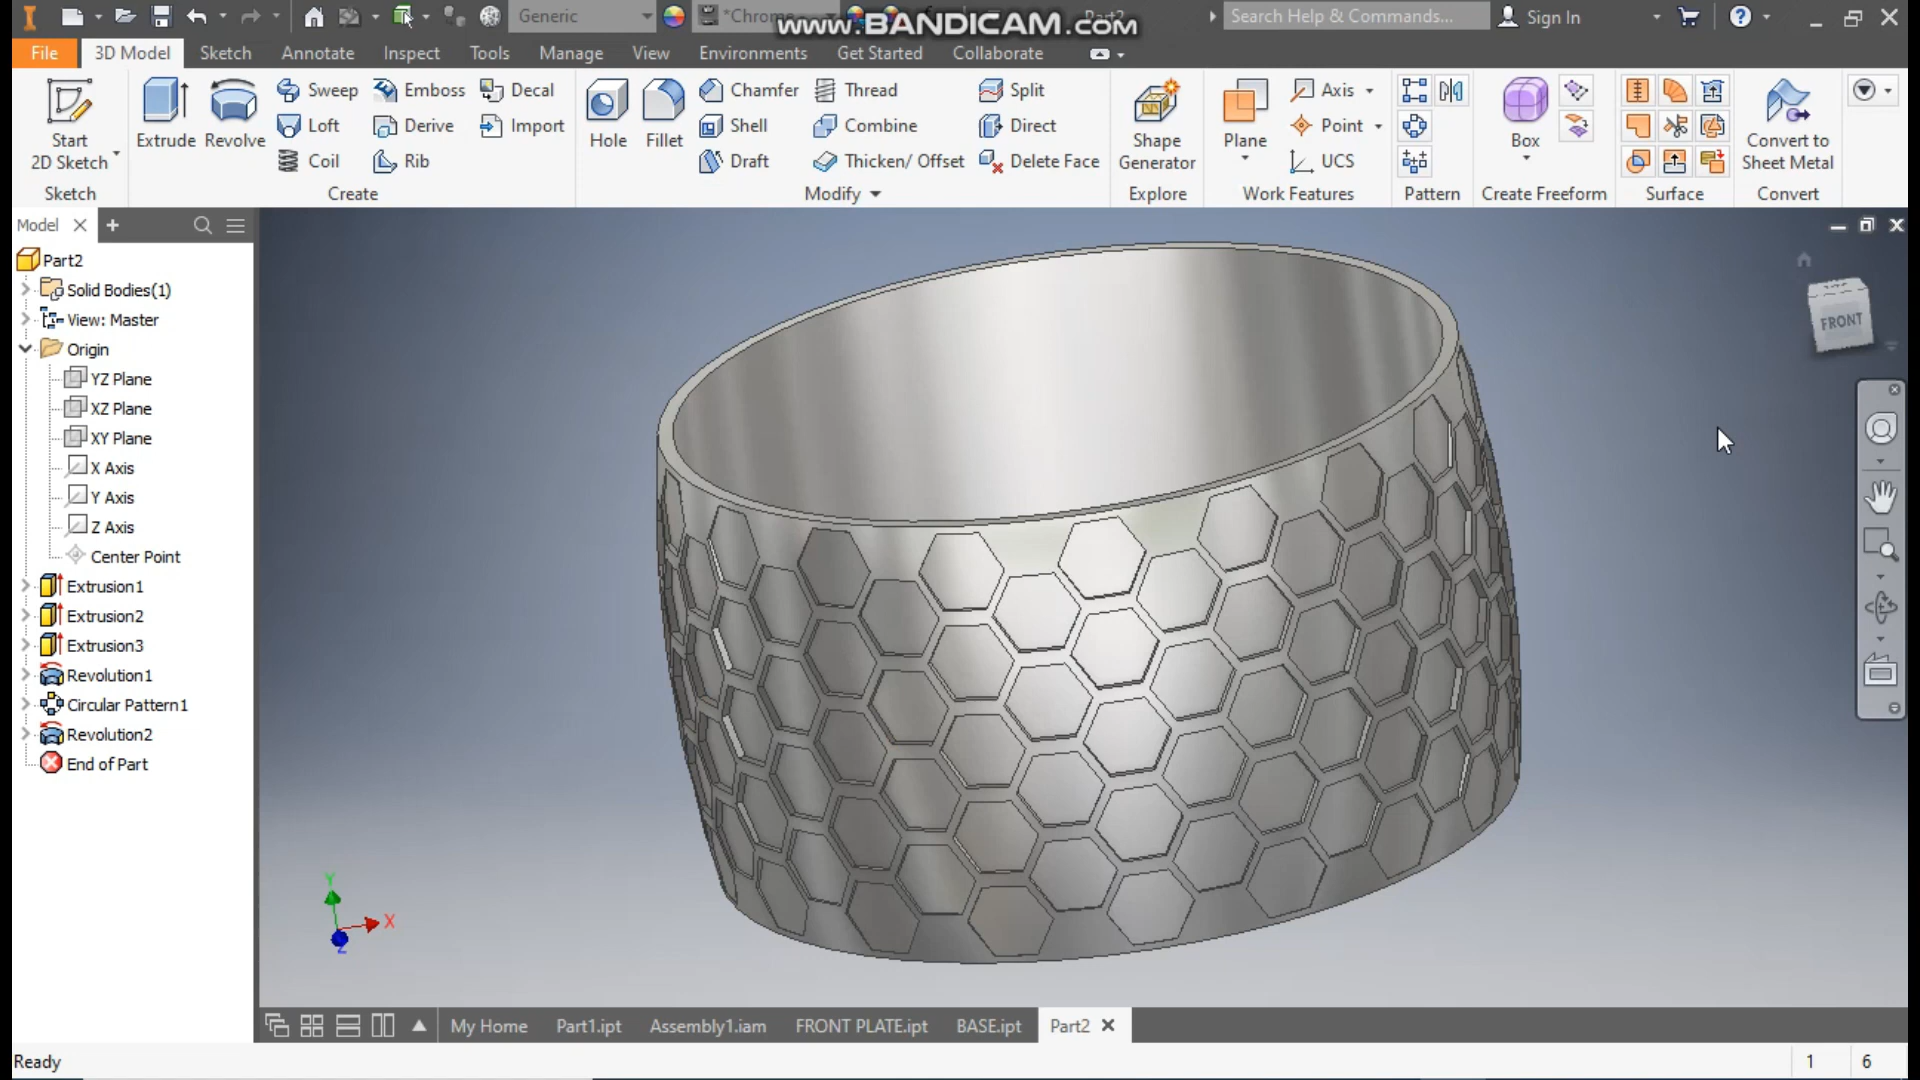 Generic
*Chrome
www.BANDICAM.com
Part2
Search Help & Commands...
Sign In
File
3D Model
Sketch
Annotate
Inspect
Tools
Manage
View
Environments
Get Started
Collaborate
Start
2D Sketch
Extrude
Revolve
Sweep
Loft
Coil
Emboss
Derive
Rib
Decal
Import
Hole
Fillet
Chamfer
Shell
Draft
Thread
Combine
Thicken/ Offset
Split
Direct
Delete Face
Shape
Generator
Plane
Axis
Point
UCS
Box
Convert to
Sheet Metal
Sketch
Create
Modify
Explore
Work Features
Pattern
Create Freeform
Surface
Convert
Model
Part2
Solid Bodies(1)
View: Master
Origin
YZ Plane
XZ Plane
XY Plane
X Axis
Y Axis
Z Axis
Center Point
Extrusion1
Extrusion2
Extrusion3
Revolution1
Circular Pattern1
Revolution2
End of Part
FRONT
Y
X
Z
My Home
Part1.ipt
Assembly1.iam
FRONT PLATE.ipt
BASE.ipt
Part2
Ready
1
6